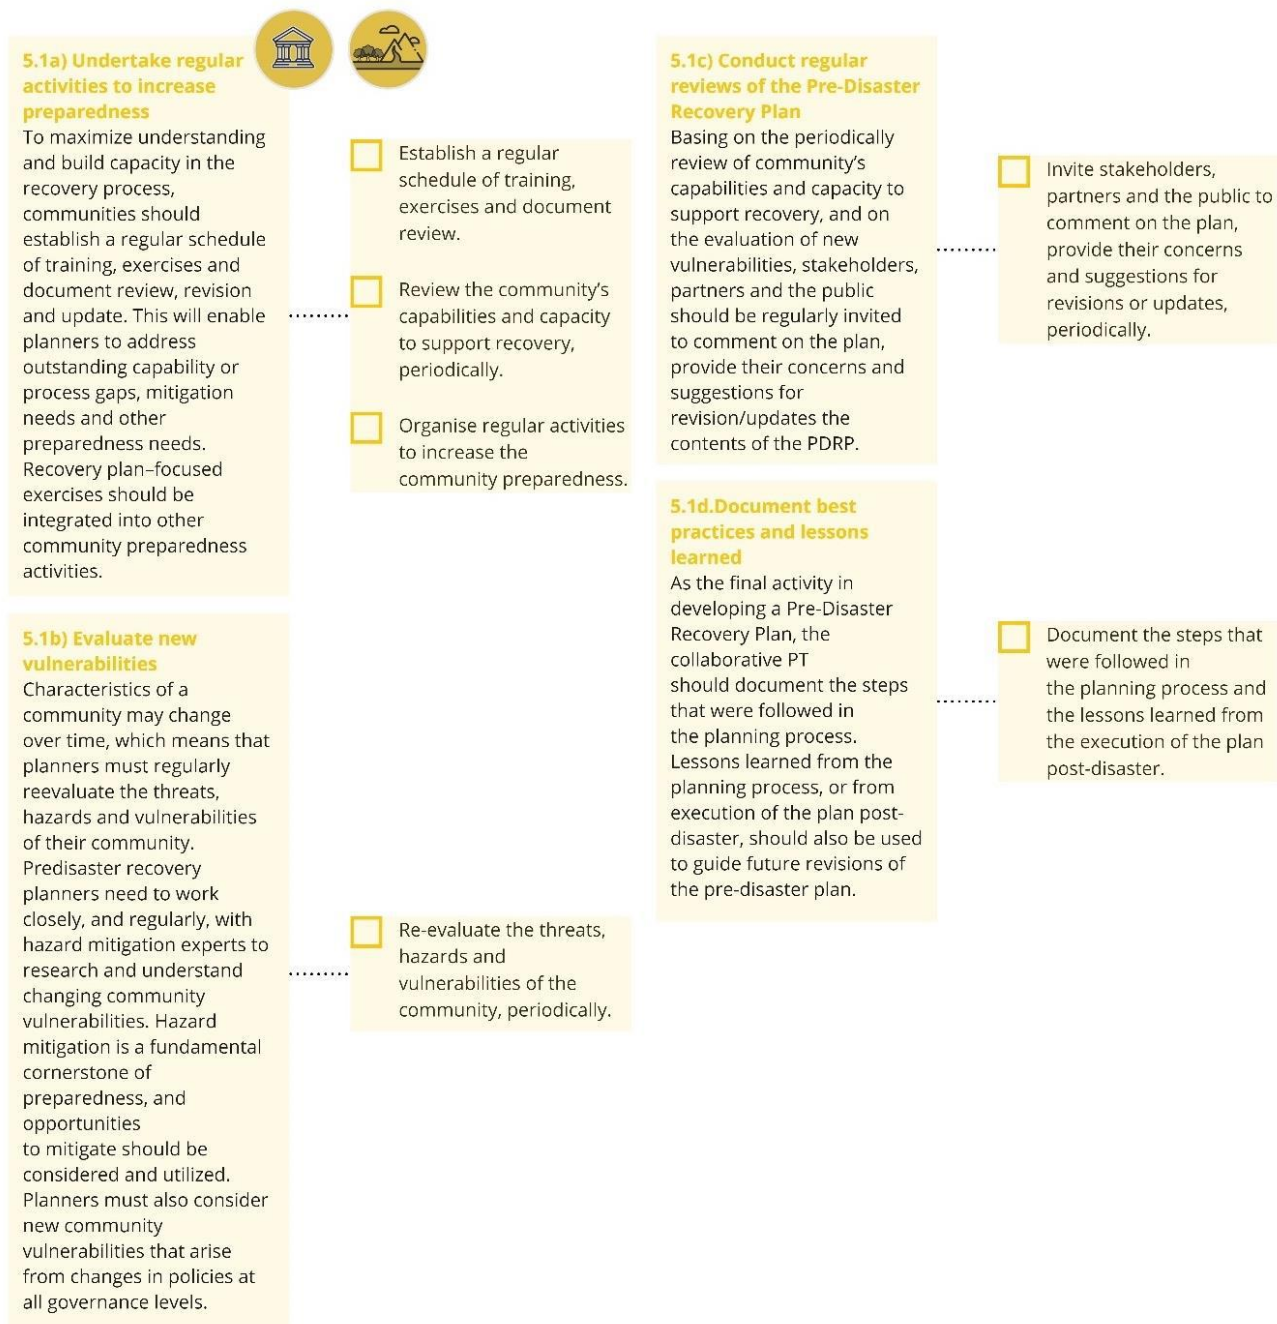 5.1a) Undertake regular
activities to increase
preparedness
To maximize understanding
and build capacity in the
recovery process,
communities should
establish a regular schedule
of training, exercises and
document review, revision
and update. This will enable
planners to address
outstanding capability or
process gaps, mitigation
needs and other
preparedness needs.
Recovery plan–focused
exercises should be
integrated into other
community preparedness
activities.
Establish a regular
schedule of training,
exercises and document
review.
Review the community’s
capabilities and capacity
to support recovery,
periodically.
Organise regular activities
to increase the
community preparedness.
5.1b) Evaluate new
vulnerabilities
Characteristics of a
community may change
over time, which means that
planners must regularly
reevaluate the threats,
hazards and vulnerabilities
of their community.
Predisaster recovery
planners need to work
closely, and regularly, with
hazard mitigation experts to
research and understand
changing community
vulnerabilities. Hazard
mitigation is a fundamental
cornerstone of
preparedness, and
opportunities
to mitigate should be
considered and utilized.
Planners must also consider
new community
vulnerabilities that arise
from changes in policies at
all governance levels.
Re-evaluate the threats,
hazards and
vulnerabilities of the
community, periodically.
5.1c) Conduct regular
reviews of the Pre-Disaster
Recovery Plan
Basing on the periodically
review of community’s
capabilities and capacity to
support recovery, and on
the evaluation of new
vulnerabilities, stakeholders,
partners and the public
should be regularly invited
to comment on the plan,
provide their concerns and
suggestions for
revision/updates the
contents of the PDRP.
Invite stakeholders,
partners and the public to
comment on the plan,
provide their concerns
and suggestions for
revisions or updates,
periodically.
5.1d.Document best
practices and lessons
learned
As the final activity in
developing a Pre-Disaster
Recovery Plan, the
collaborative PT
should document the steps
that were followed in
the planning process.
Lessons learned from the
planning process, or from
execution of the plan post-
disaster, should also be used
to guide future revisions of
the pre-disaster plan.
Document the steps that
were followed in
the planning process and
the lessons learned from
the execution of the plan
post-disaster.